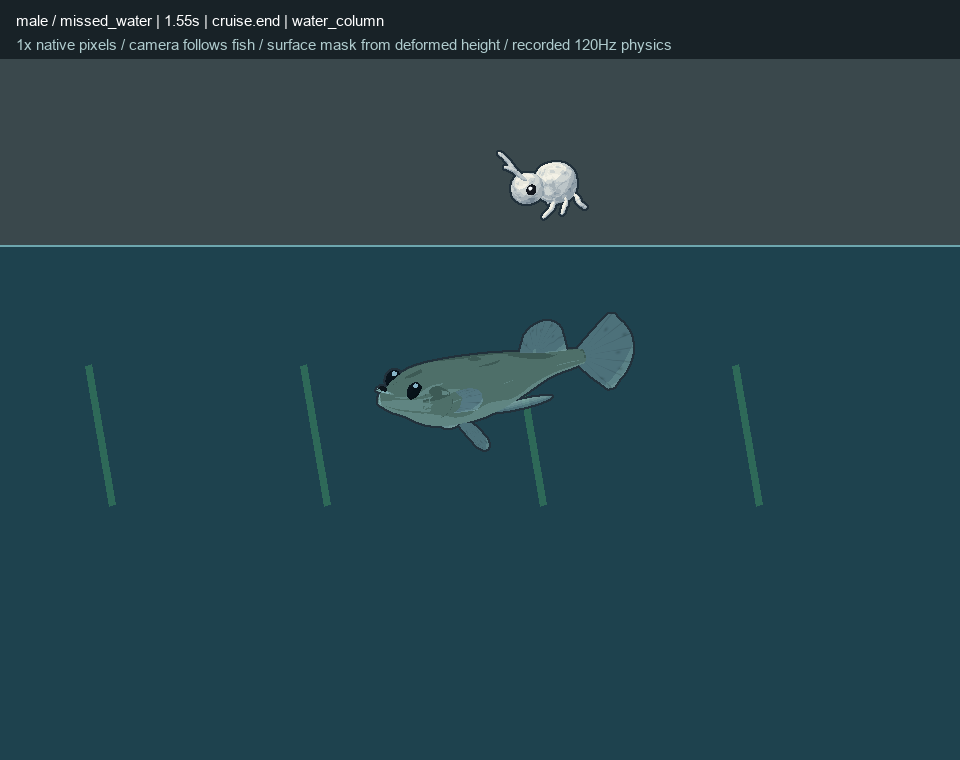 male / missed_water | 1.55s | cruise.end | water_column
1x native pixels / camera follows fish / surface mask from deformed height / recorded 120Hz physics